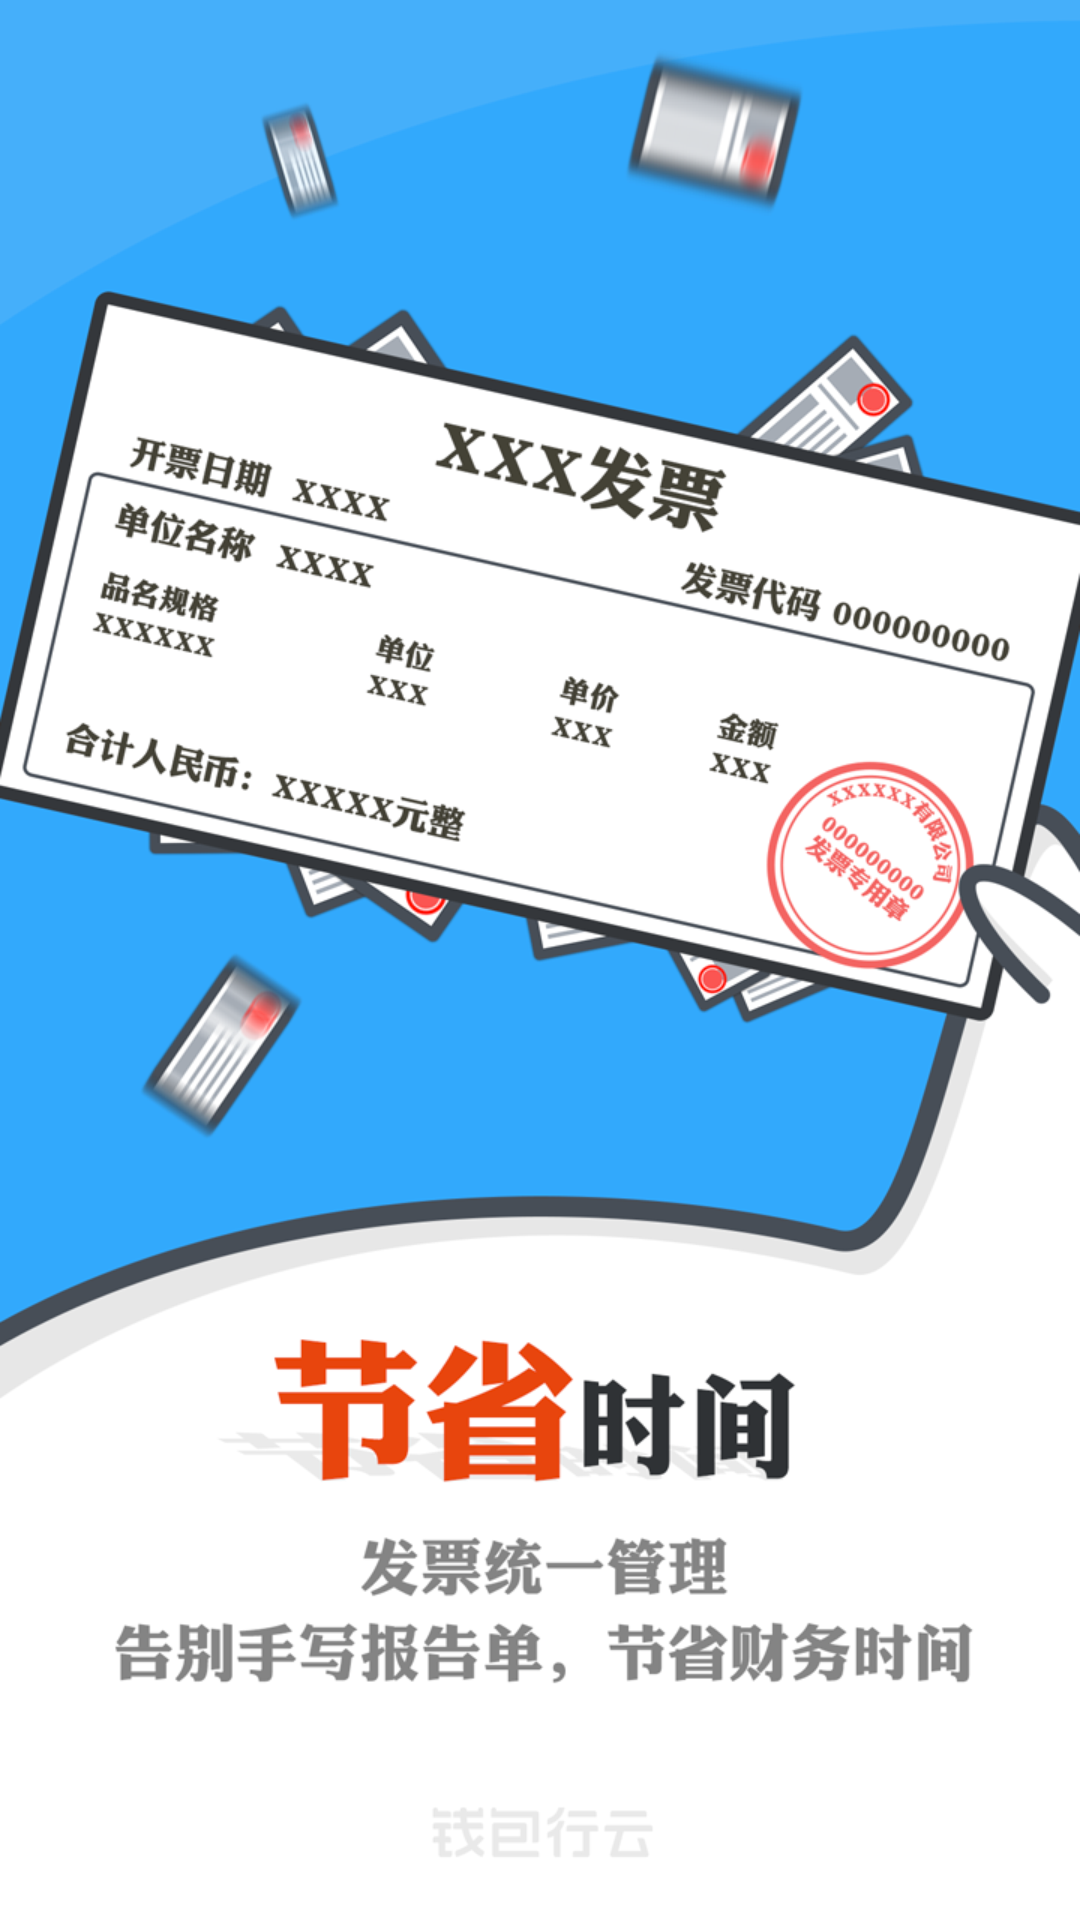 XXX发票
开票日期 XXXX
发票代码 000000000
单位名称 XXXX
品名规格 单位 单价 金额
XXXXXX XXX XXX XXX
合计人民币：XXXXX元整
XXXXXX有限公司
000000000
发票专用章
节省时间
发票统一管理
告别手写报告单，节省财务时间
钱包行云